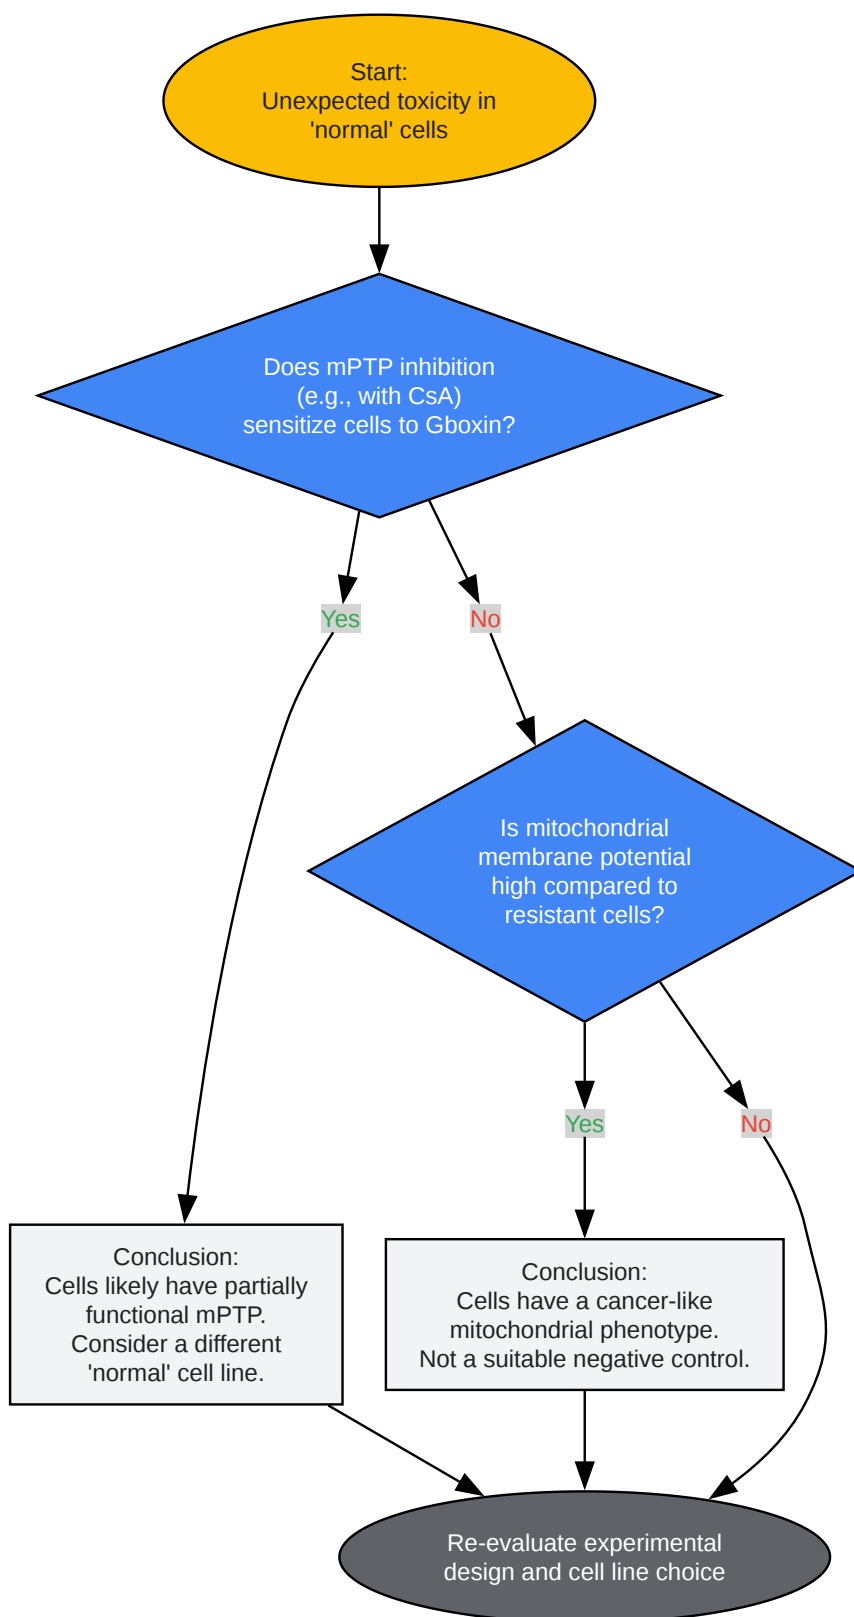 Start:
Unexpected toxicity in
'normal' cells
Does mPTP inhibition
(e.g., with CsA)
sensitize cells to Gboxin?
Yes
No
Is mitochondrial
membrane potential
high compared to
resistant cells?
Yes
No
Conclusion:
Cells likely have partially
functional mPTP.
Consider a different
'normal' cell line.
Conclusion:
Cells have a cancer-like
mitochondrial phenotype.
Not a suitable negative control.
Re-evaluate experimental
design and cell line choice